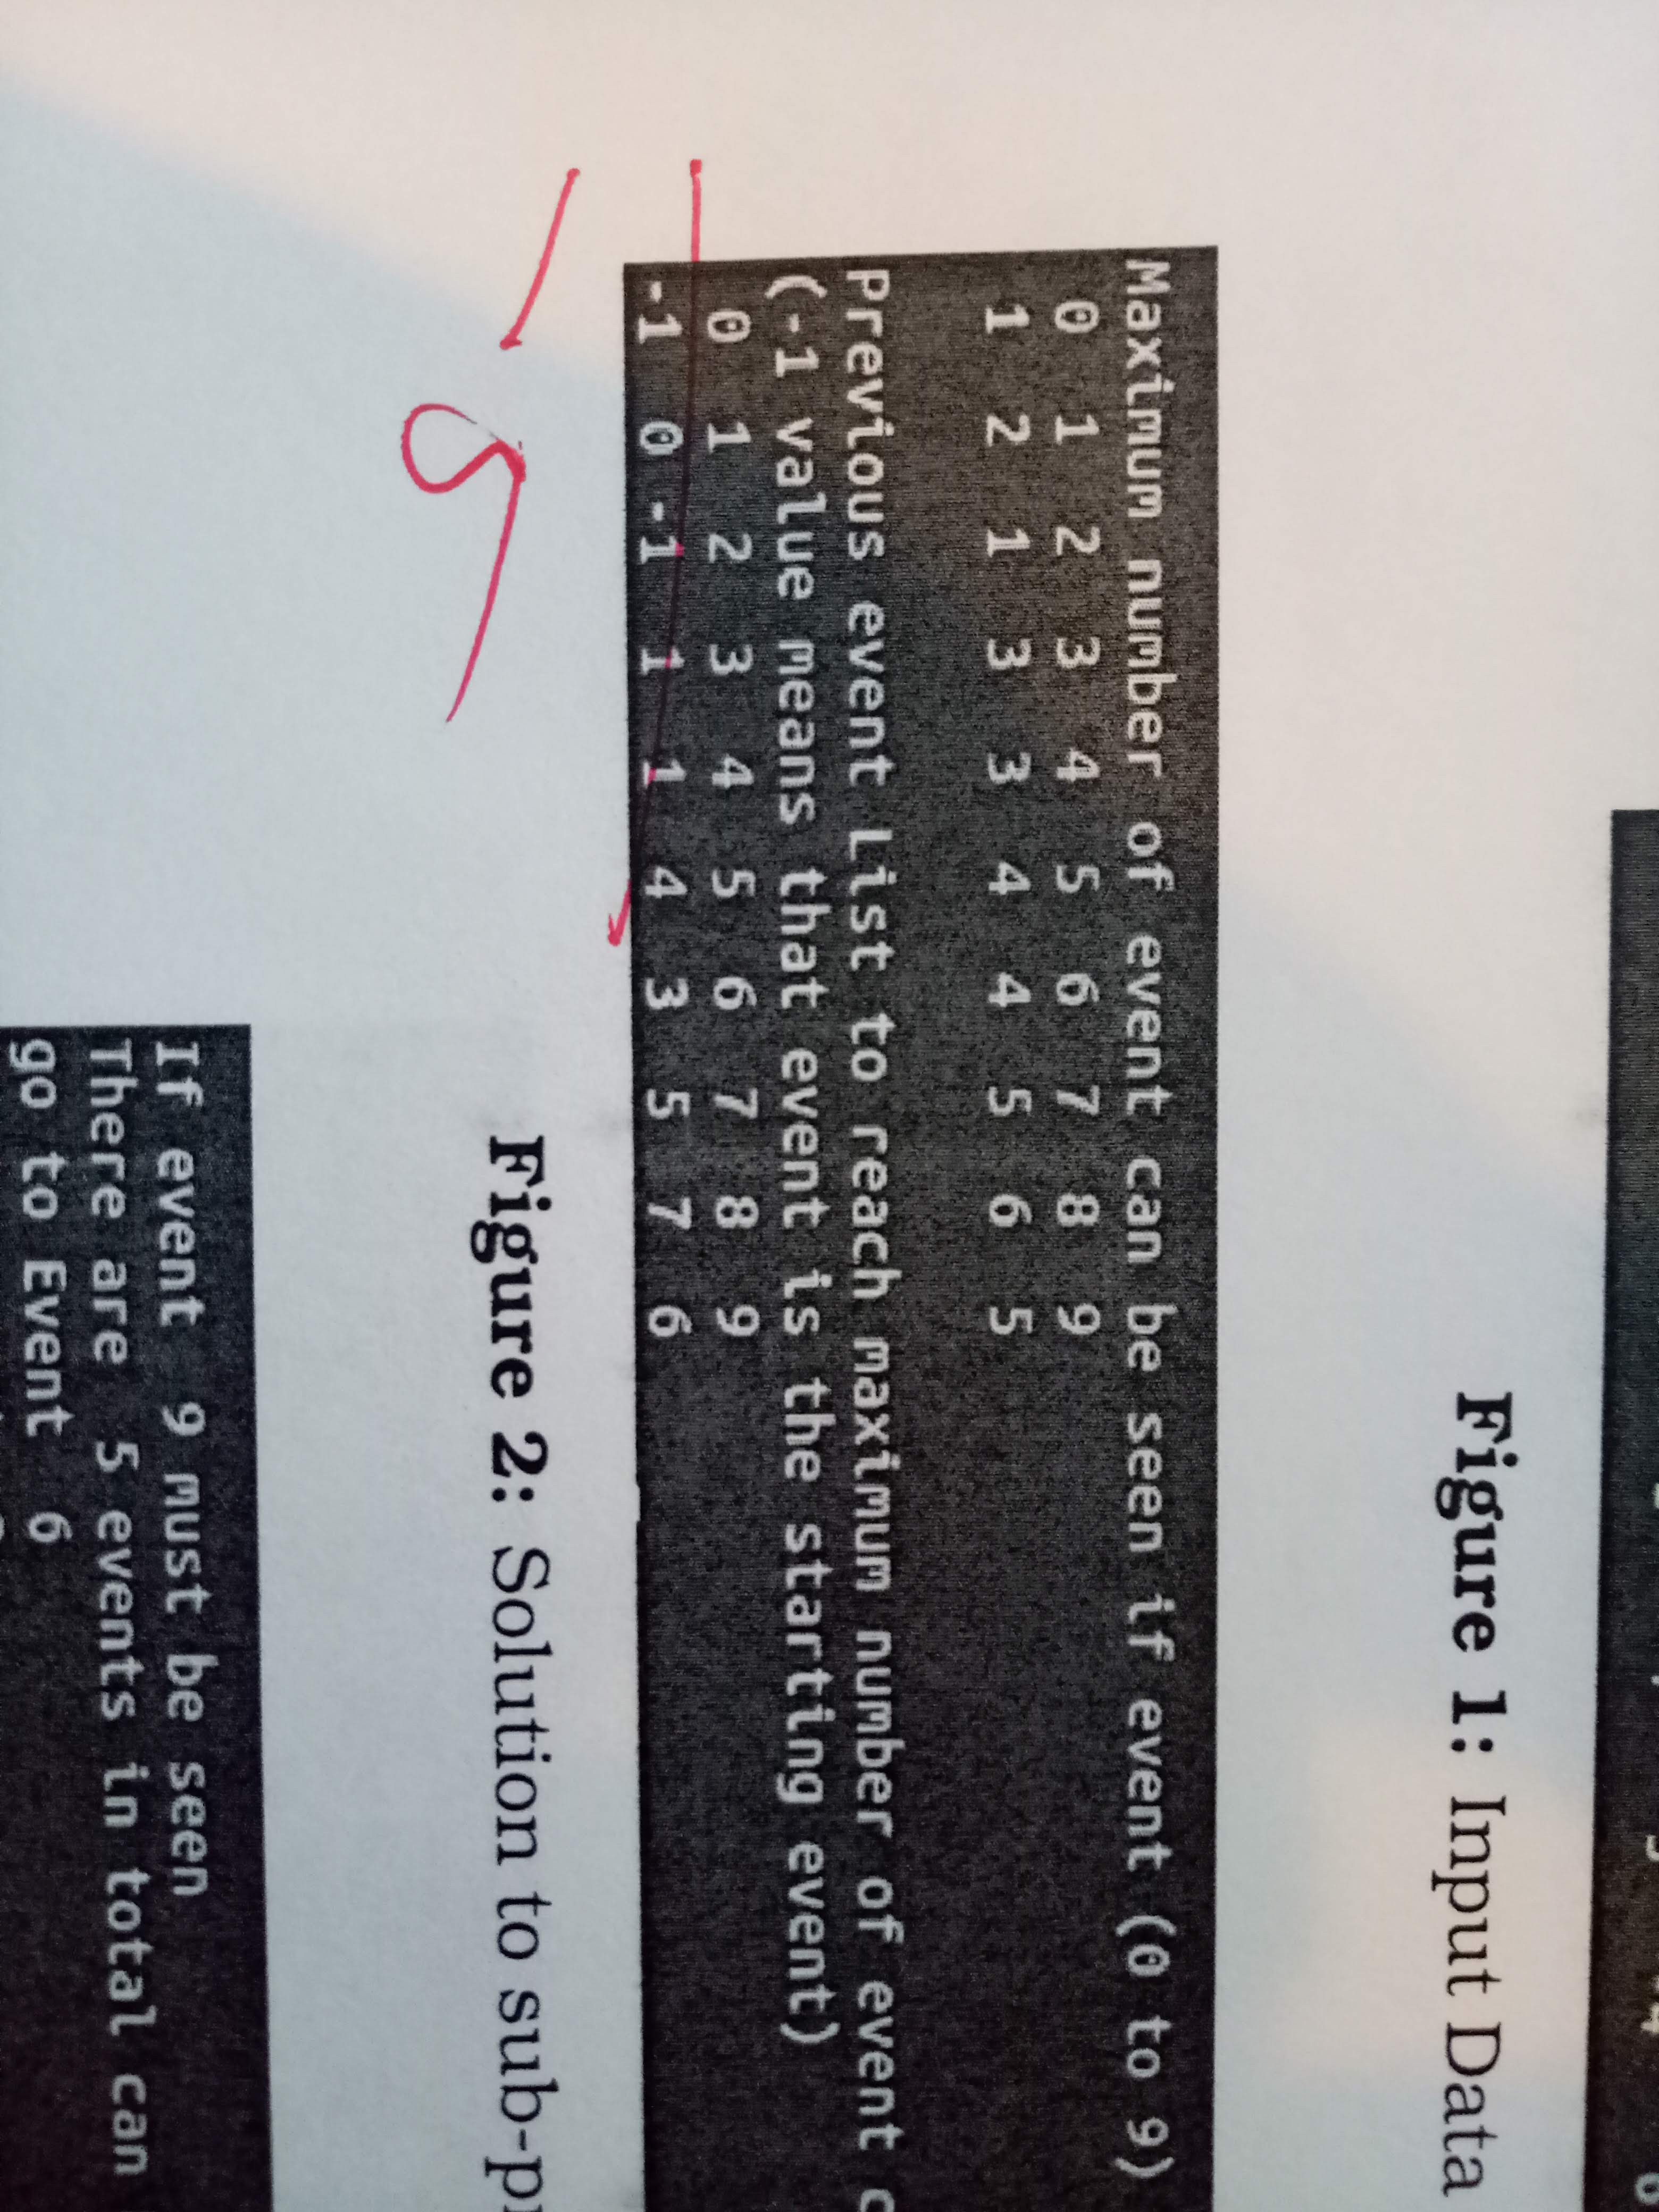 Figure 1: Input Data
Maximum number of event can be seen if event (0 to 9)
0 1 2 3 4 5 6 7 8 9
1 2 1 3 3 4 4 5 6 5
Previous event List to reach maximum number of event
(-1 value means that event is the starting event)
0 1 2 3 4 5 6 7 8 9
-1 0 -1 1 1 4 3 5 7 6
Figure 2: Solution to
If event 9 must be seen
There are 5 events in total can
go to Event 6